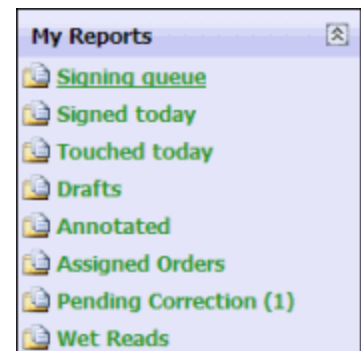 My Reports
Signing queue
Signed today
Touched today
Drafts
Annotated
Assigned Orders
Pending Correction (1)
Wet Reads